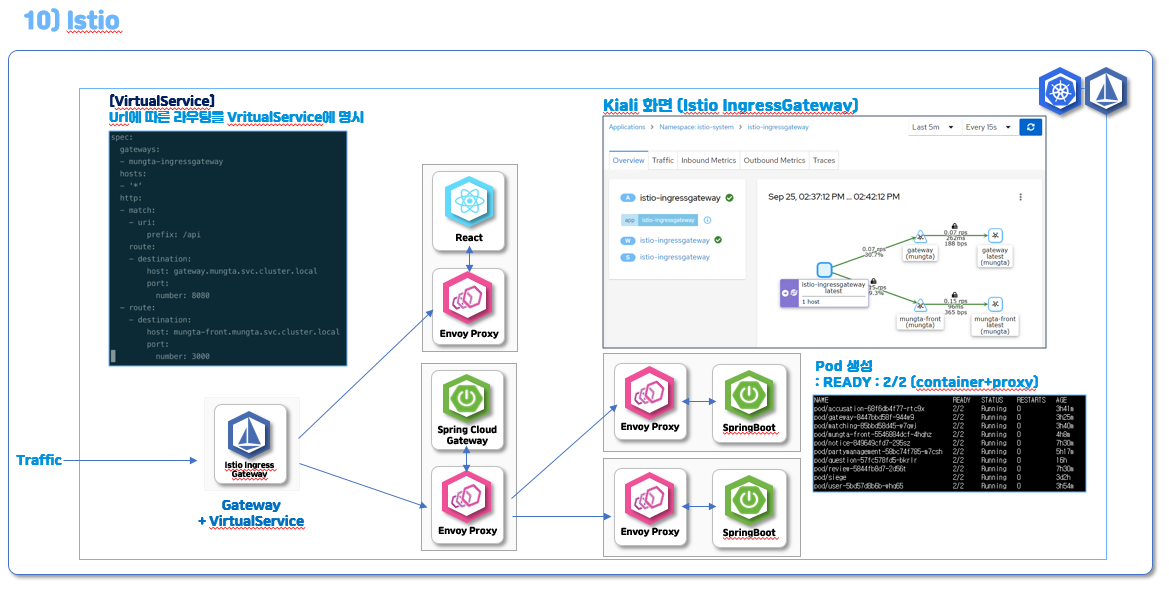 10) Istio
[VirtualService]
Url에 따른 라우팅을 VritualService에 명시
spec:
gateways:
- mungta-ingressgateway
hosts:
- '*'
http:
- match:
- uri:
prefix: /api
route:
- destination:
host: gateway.mungta.svc.cluster.local
port:
number: 8080
- route:
- destination:
host: mungta-front.mungta.svc.cluster.local
port:
number: 3000
React
Envoy Proxy
Spring Cloud
Gateway
Envoy Proxy
Traffic
Istio Ingress
Gateway
Gateway
+ VirtualService
Kiali 화면 (Istio IngressGateway)
Applications > Namespace: istio-system > istio-ingressgateway
Last 5m
Every 15s
Overview
Traffic
Inbound Metrics
Outbound Metrics
Traces
A istio-ingressgateway
app istio-ingressgateway
W istio-ingressgateway
S istio-ingressgateway
Sep 25, 02:37:12 PM ... 02:42:12 PM
0.07 rps
30.7%
gateway
(mungta)
0.07 rps
262ms
188 bps
gateway
latest
(mungta)
istio-ingressgateway
latest
1 host
mungta-front
(mungta)
0.15 rps
96ms
365 bps
mungta-front
latest
(mungta)
Envoy Proxy
SpringBoot
Envoy Proxy
SpringBoot
Pod 생성
: READY : 2/2 (container+proxy)
NAME READY STATUS RESTARTS AGE
pod/accusation-68f6db4f77-rtc9x 2/2 Running 0 3h41m
pod/gateway-8447bbd58f-944m9 2/2 Running 0 3h25m
pod/matching-85bbd58d45-w7qwj 2/2 Running 0 3h40m
pod/mungta-front-5546884dcf-4hqhz 2/2 Running 0 4h8m
pod/notice-849649cfd7-295sz 2/2 Running 0 7h30m
pod/partymanagement-58bc74f785-m7csh 2/2 Running 0 5h17m
pod/question-57fc578fd5-bkrlr 2/2 Running 0 16h
pod/review-5844fb8d7-2d56t 2/2 Running 0 7h30m
pod/siege 2/2 Running 0 3d2h
pod/user-5bd57d8b6b-whq65 2/2 Running 0 3h54m